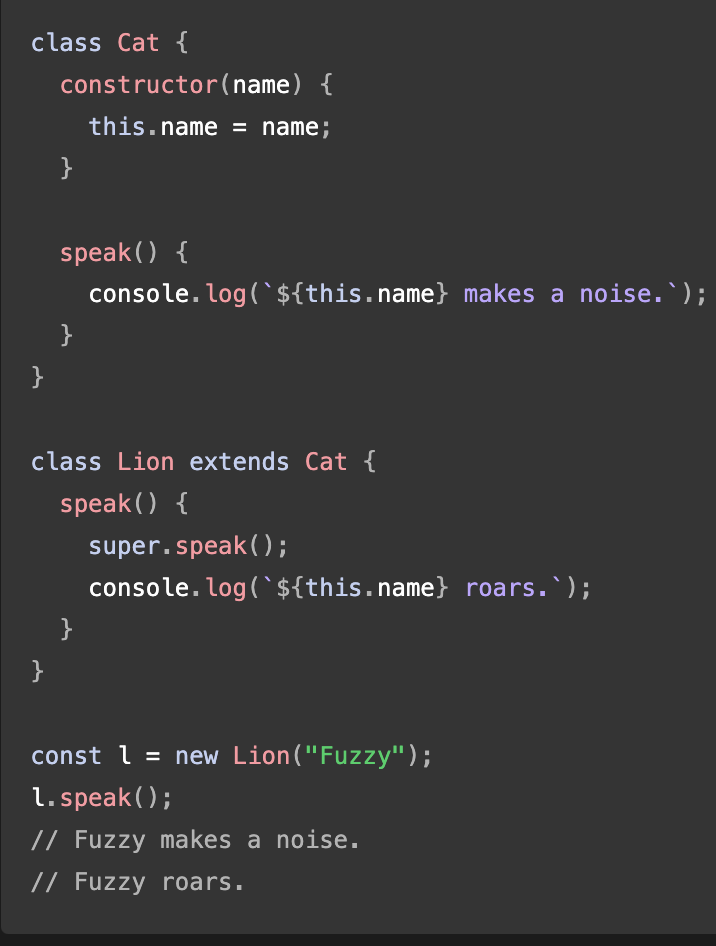 class Cat {
  constructor(name) {
    this.name = name;
  }

  speak() {
    console.log(`${this.name} makes a noise.`);
  }
}

class Lion extends Cat {
  speak() {
    super.speak();
    console.log(`${this.name} roars.`);
  }
}

const l = new Lion("Fuzzy");
l.speak();
// Fuzzy makes a noise.
// Fuzzy roars.